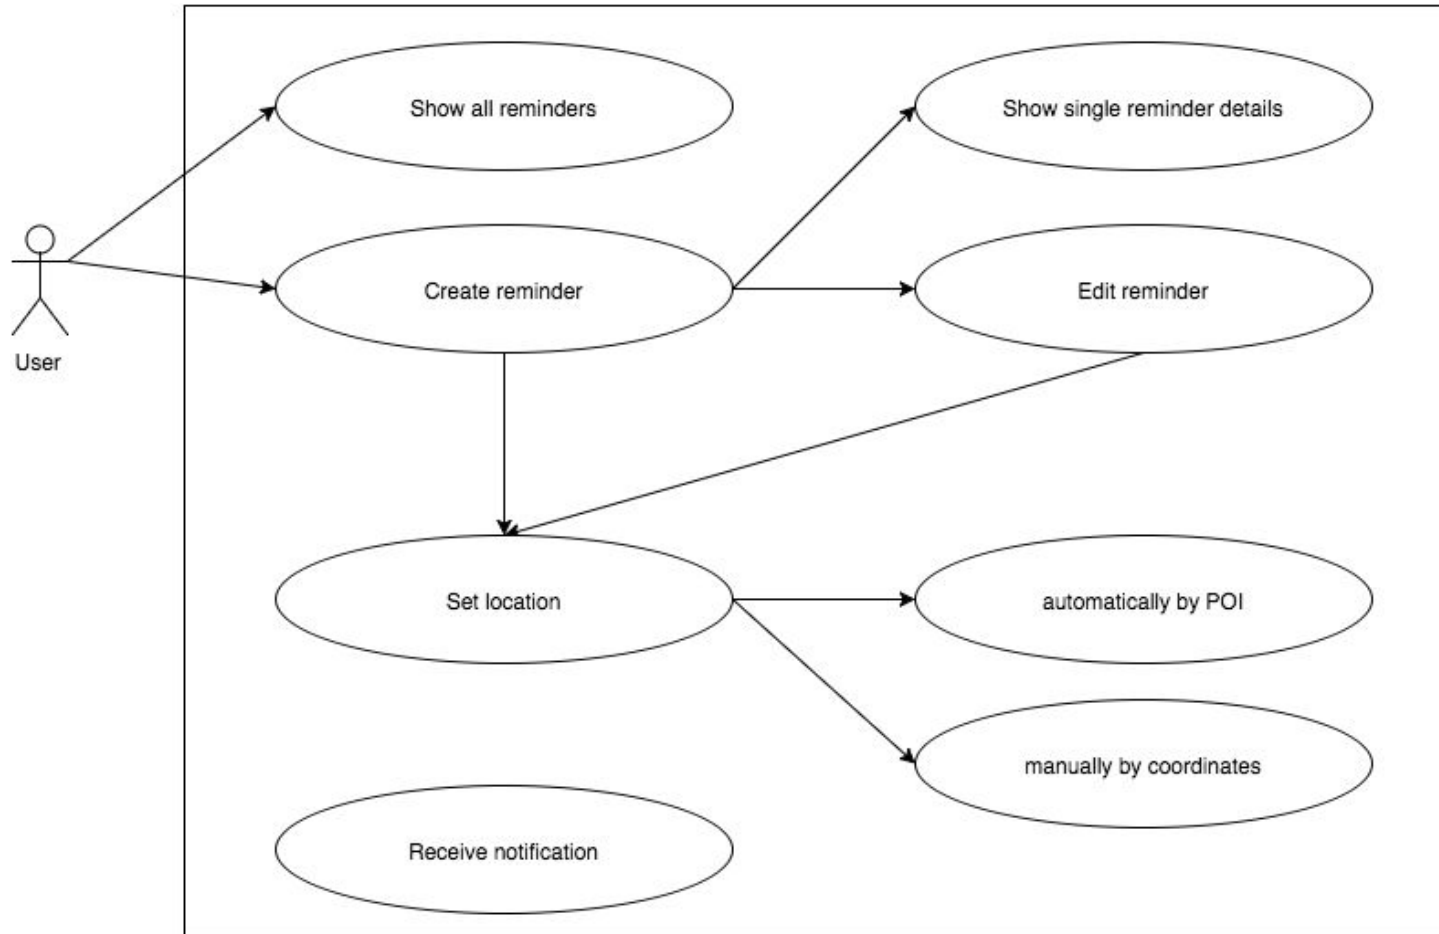 Show all reminders
Show single reminder details
Create reminder
Edit reminder
User
Set location
automatically by POI
manually by coordinates
Receive notification